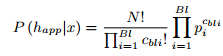 P (h_{app}|x) = \frac{N!}{\prod_{i=1}^{Bl} c_{bli}!} \prod_{i=1}^{Bl} p_i^{c_{bli}}